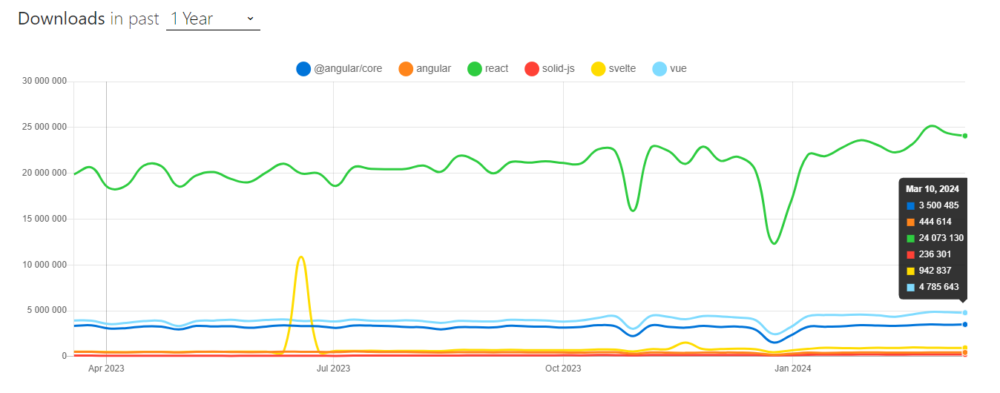 Downloads in past 1 Year
@angular/core angular react solid-js svelte vue
30 000 000
25 000 000
20 000 000
15 000 000
10 000 000
5 000 000
0
Apr 2023 Jul 2023 Oct 2023 Jan 2024
Mar 10, 2024
3 500 485
444 614
24 073 130
236 301
942 837
4 785 643